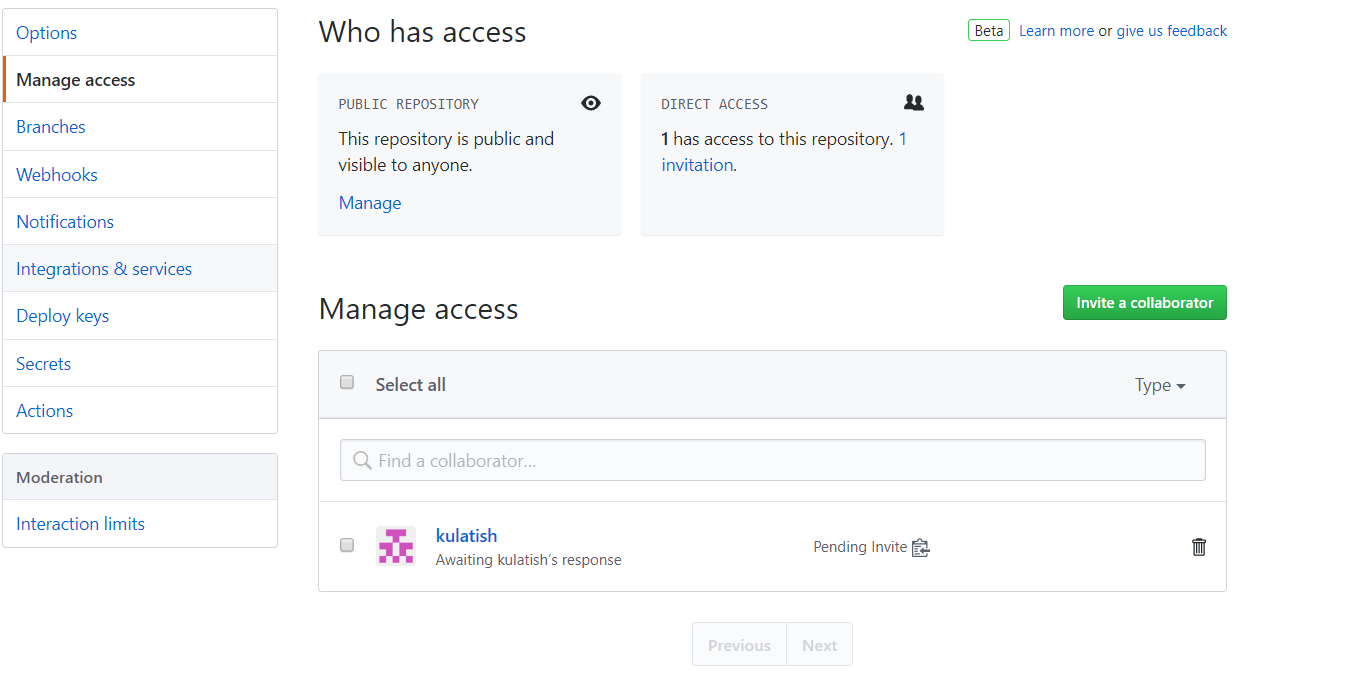 Options
Manage access
Branches
Webhooks
Notifications
Integrations & services
Deploy keys
Secrets
Actions
Moderation
Interaction limits
Who has access
Beta Learn more or give us feedback
PUBLIC REPOSITORY
This repository is public and
visible to anyone.
Manage
DIRECT ACCESS
1 has access to this repository. 1
invitation.
Manage access
Invite a collaborator
Select all
Type
Find a collaborator...
kulatish
Awaiting kulatish's response
Pending Invite
Previous
Next